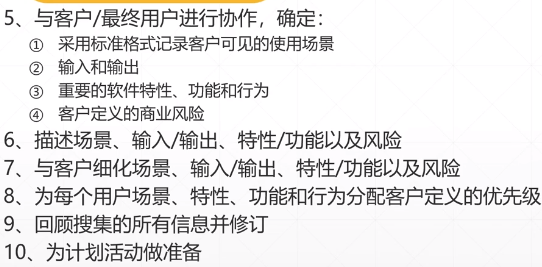 5、与客户/最终用户进行协作，确定：
① 采用标准格式记录客户可见的使用场景
② 输入和输出
③ 重要的软件特性、功能和行为
④ 客户定义的商业风险
6、描述场景、输入/输出、特性/功能以及风险
7、与客户细化场景、输入/输出、特性/功能以及风险
8、为每个用户场景、特性、功能和行为分配客户定义的优先级
9、回顾搜集的所有信息并修订
10、为计划活动做准备